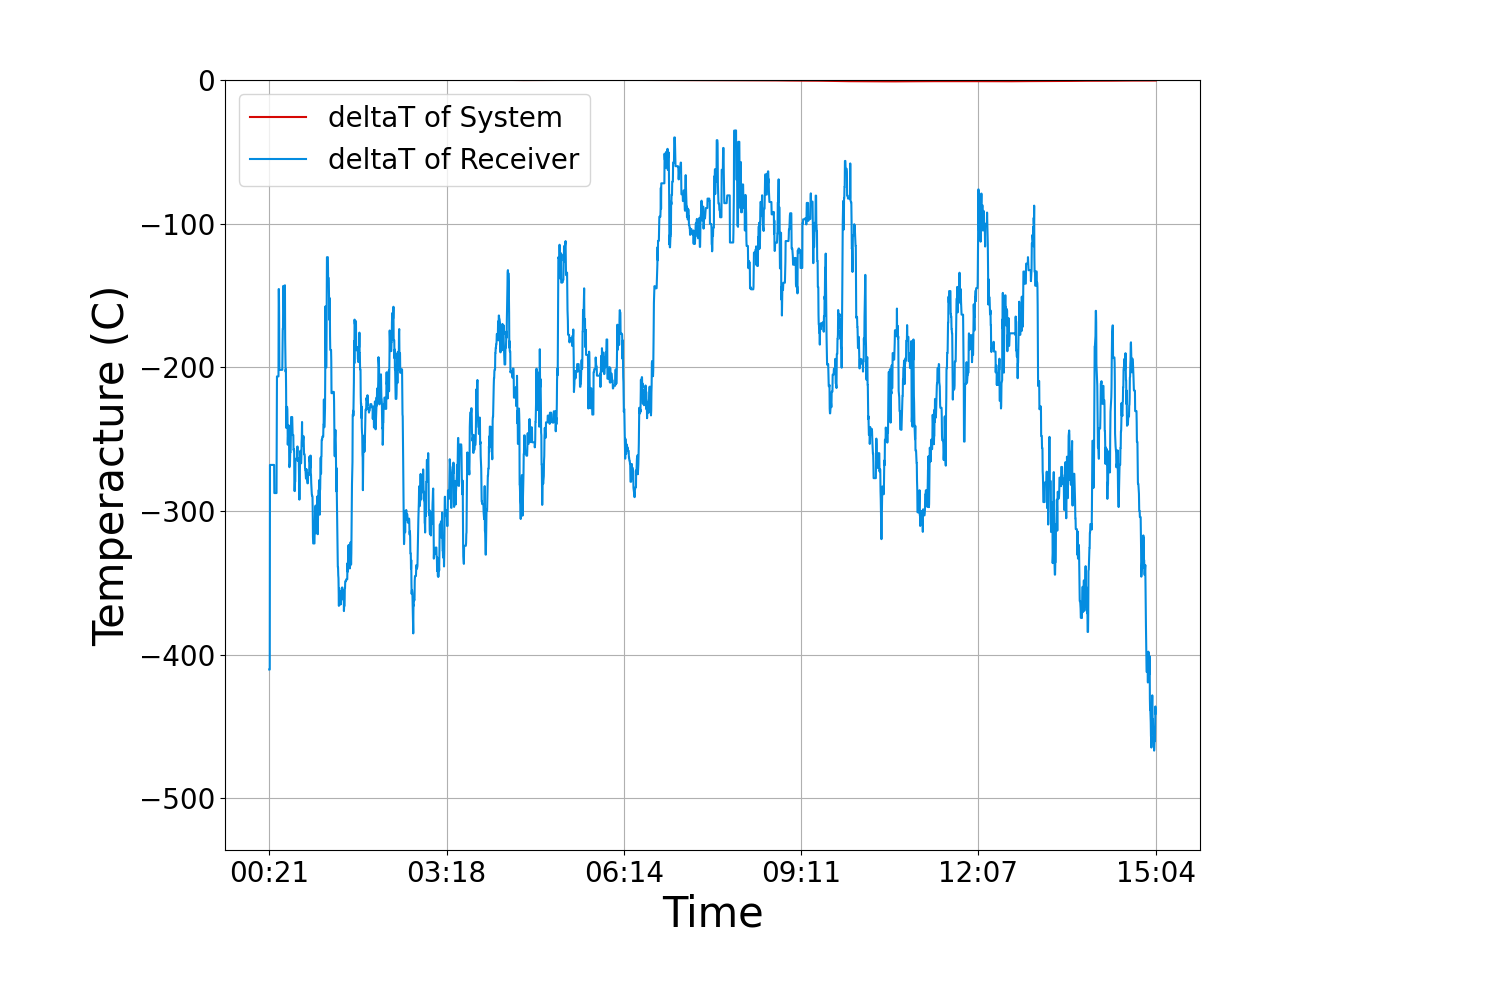 0
−100
−200
−300
−400
−500
deltaT of System
deltaT of Receiver
Temperacture (C)
00:21 03:18 06:14 09:11 12:07 15:04
Time